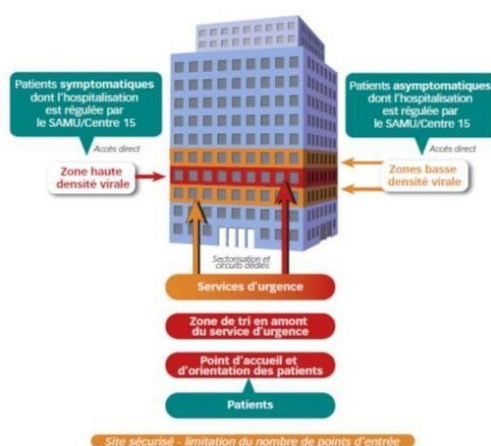 Patients symptomatiques
dont l'hospitalisation
est régulée par
le SAMU/Centre 15
Accès direct
Zone haute
densité virale
Patients asymptomatiques
dont l'hospitalisation
est régulée par
le SAMU/Centre 15
Accès direct
Zones basse
densité virale
Sectorisation et
circuits dédiés
Services d'urgence
Zone de tri en amont
du service d'urgence
Point d'accueil et
d'orientation des patients
Patients
Site sécurisé - limitation du nombre de points d'entrée